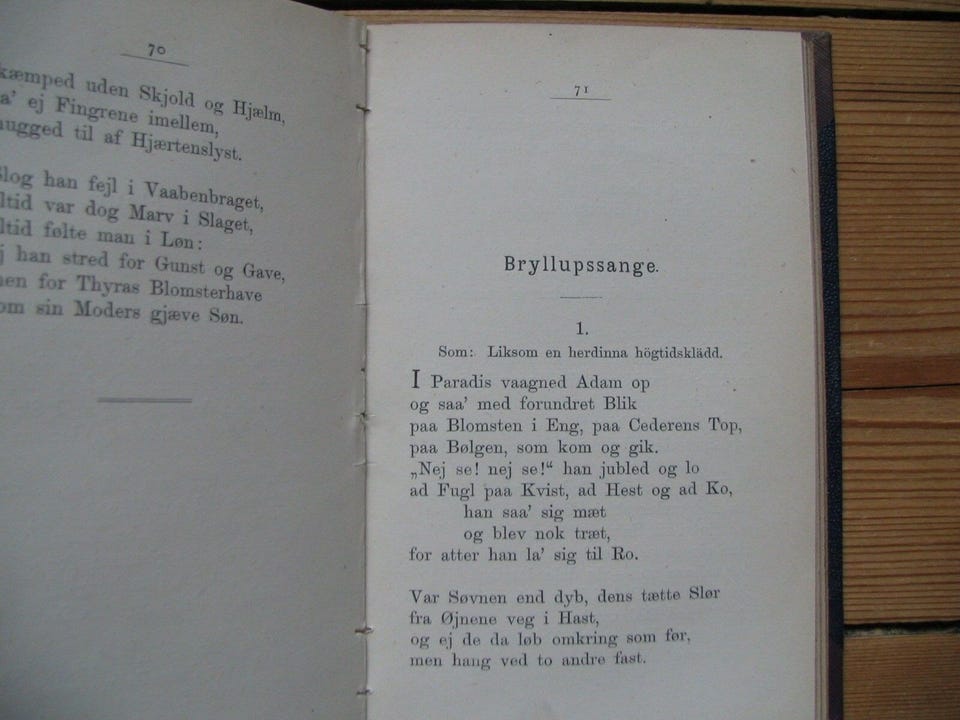 70
kæmped uden Skjold og Hjælm,
ej Fingrene imellem,
hugged til af Hjærtenslyst.
Slog han fejl i Vaabenbraget,
ltid var dog Marv i Slaget,
ltid følte man i Løn:
j han stred for Gunst og Gave,
men for Thyras Blomsterhave
om sin Moders gjæve Søn.
71
Bryllupssange.
1.
Som: Liksom en herdinna högtidsklädd.
I Paradis vaagned Adam op
og saa' med forundret Blik
paa Blomsten i Eng, paa Cederens Top,
paa Bølgen, som kom og gik.
„Nej se! nej se!“ han jubled og lo
ad Fugl paa Kvist, ad Hest og ad Ko,
han saa' sig mæt
og blev nok træt,
for atter han la' sig til Ro.
Var Søvnen end dyb, dens tætte Slør
fra Øjnene veg i Hast,
og ej de da løb omkring som før,
men hang ved to andre fast.